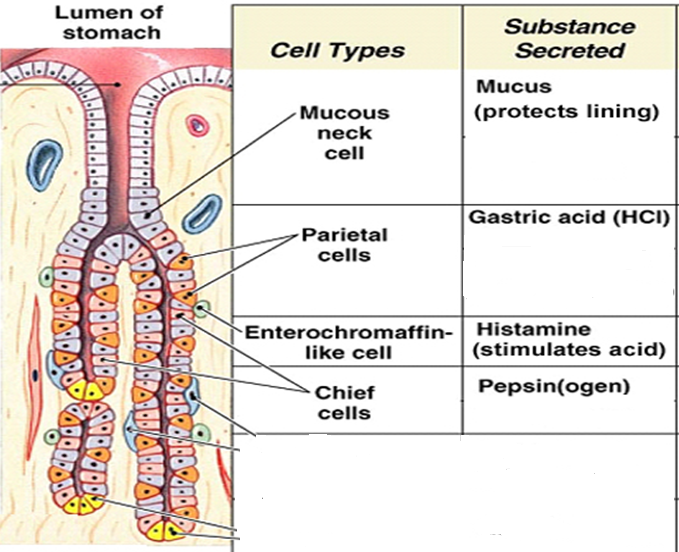 Lumen of
stomach
Cell Types
Substance
Secreted
Mucous
neck
cell
Mucus
(protects lining)
Parietal
cells
Gastric acid (HCl)
Enterochromaffin-
like cell
Histamine
(stimulates acid)
Chief
cells
Pepsin(ogen)